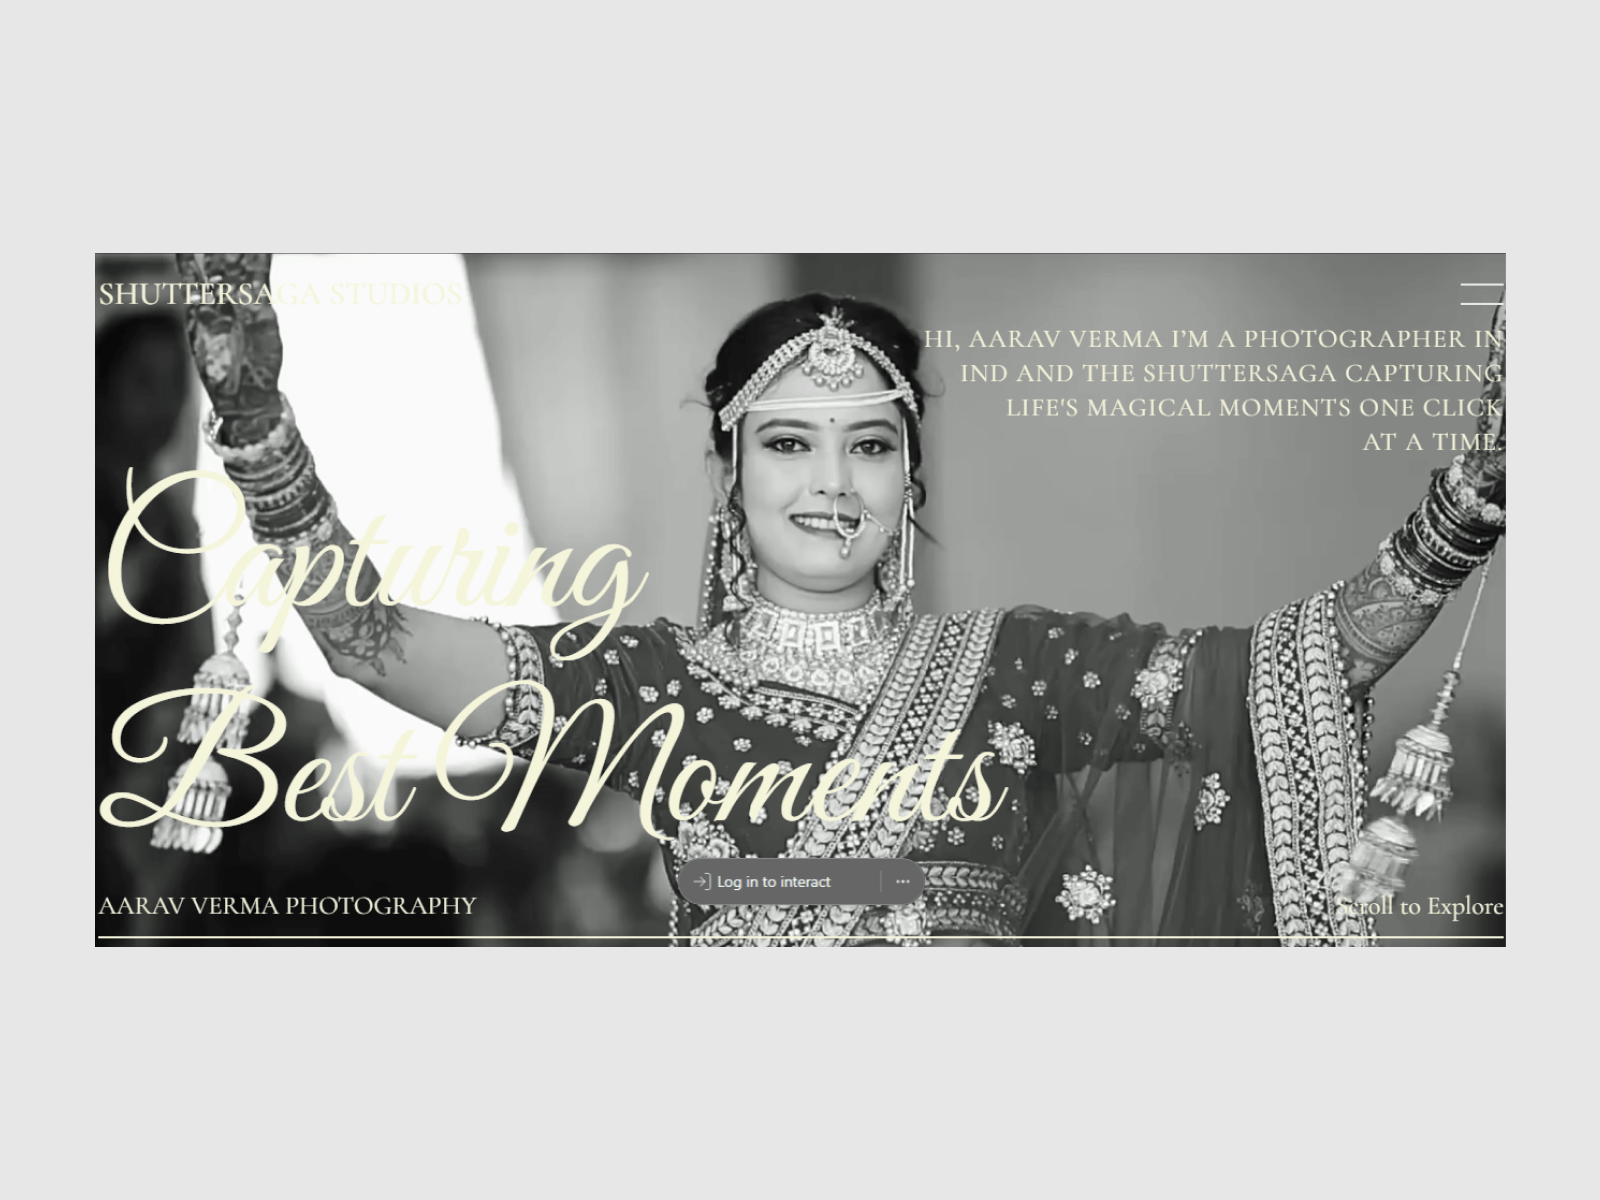 SHUTTERSAGA STUDIOS
HI, AARAV VERMA I’M A PHOTOGRAPHER IN
IND AND THE SHUTTERSAGA CAPTURING
LIFE'S MAGICAL MOMENTS ONE CLICK
AT A TIME.
Capturing
Best Moments
Log in to interact
AARAV VERMA PHOTOGRAPHY
Scroll to Explore